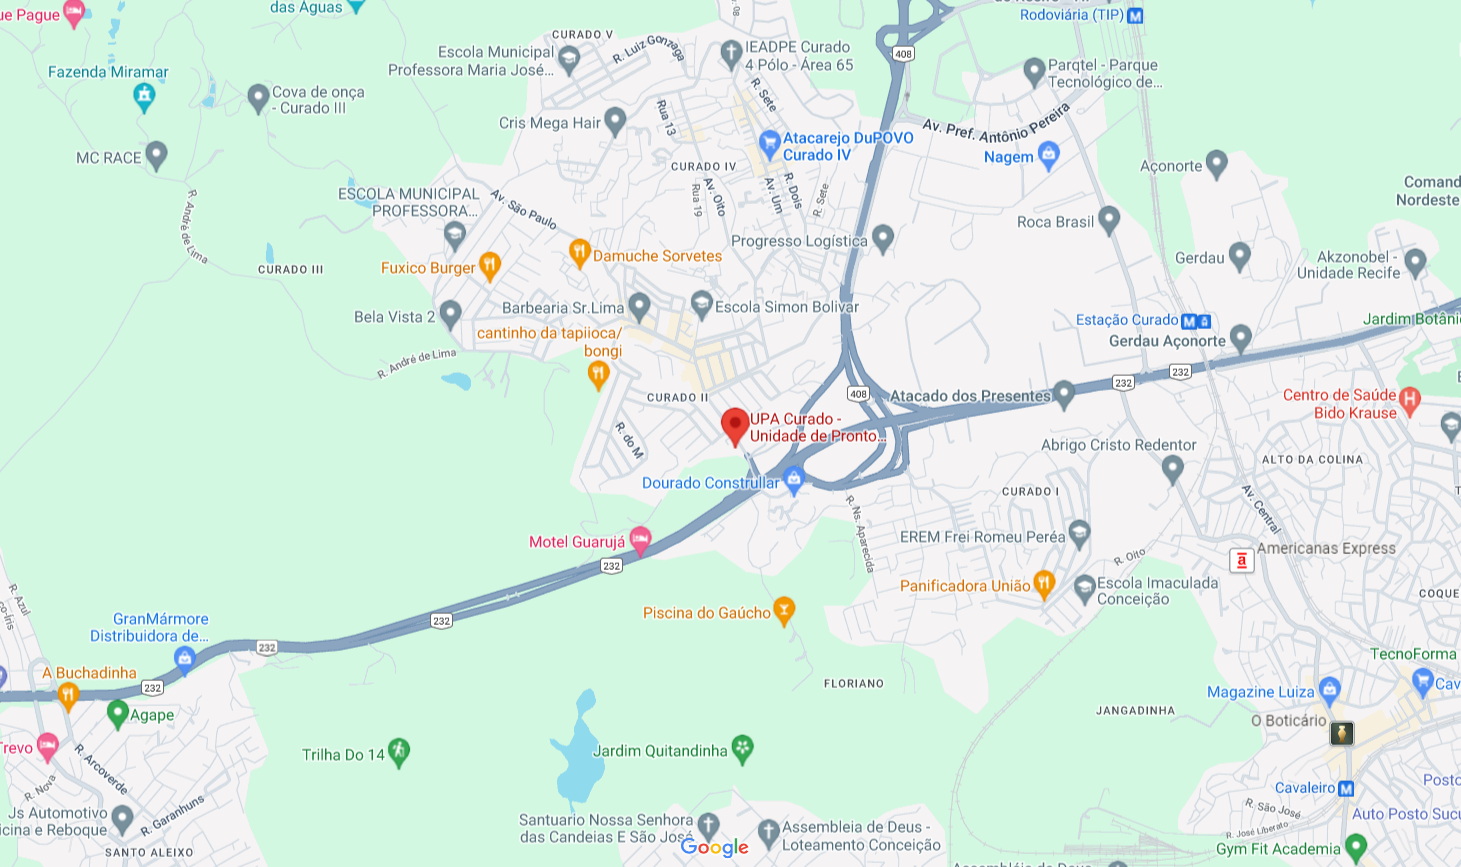 ue Pague
das Águas
CURADO V
Escola Municipal
Professora Maria José...
R. Luiz Gonzaga
IEADPE Curado
4 Pólo - Área 65
408
Rodoviária (TIP)
Parqtel - Parque
Tecnológico de...
Fazenda Miramar
Cova de onça
- Curado III
Cris Mega Hair
Rua 13
R. Sete
Atacarejo DuPOVO
Curado IV
Av. Pref. Antônio Pereira
Nagem
MC RACE
CURADO IV
Açonorte
R. André de Lima
ESCOLA MUNICIPAL
PROFESSORA...
Av. São Paulo
Rua 19
Av. Oito
Av. Um
R. Dois
R. Sete
Comand
Nordeste
Roca Brasil
Progresso Logística
Damuche Sorvetes
Fuxico Burger
CURADO III
Gerdau
Akzonobel -
Unidade Recife
Barbearia Sr.Lima
Escola Simon Bolivar
Bela Vista 2
cantinho da tapiioca/
bongi
Estação Curado
Jardim Botâni
Gerdau Açonorte
R. André de Lima
232
232
CURADO II
408
Atacado dos Presentes
Centro de Saúde
Bido Krause
UPA Curado -
Unidade de Pronto...
R. do M
Abrigo Cristo Redentor
ALTO DA COLINA
Dourado Construllar
CURADO I
R. Ns. Aparecida
Av. Central
Motel Guarujá
EREM Frei Romeu Peréa
R. Oito
Americanas Express
232
Panificadora União
Escola Imaculada
Conceição
R. Azul
co-Íris
COQUE
GranMármore
Distribuidora de...
232
Piscina do Gaúcho
232
TecnoForma
A Buchadinha
232
FLORIANO
Magazine Luiza
Cav
Agape
JANGADINHA
O Boticário
Trevo
R. Arcoverde
Trilha Do 14
Jardim Quitandinha
R. Nova
Cavaleiro
Posto
R. São José
Auto Posto Sucu
Js Automotivo
icina e Reboque
R. Garanhuns
Santuario Nossa Senhora
das Candeias E São José
Assembleia de Deus -
Loteamento Conceição
R. José Liberato
Google
SANTO ALEIXO
Gym Fit Academia